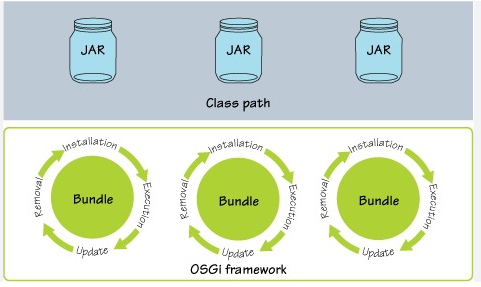 JAR
JAR
JAR
Class path
Installation
Execution
Update
Removal
Bundle
Installation
Execution
Update
Removal
Bundle
Installation
Execution
Update
Removal
Bundle
OSGi framework